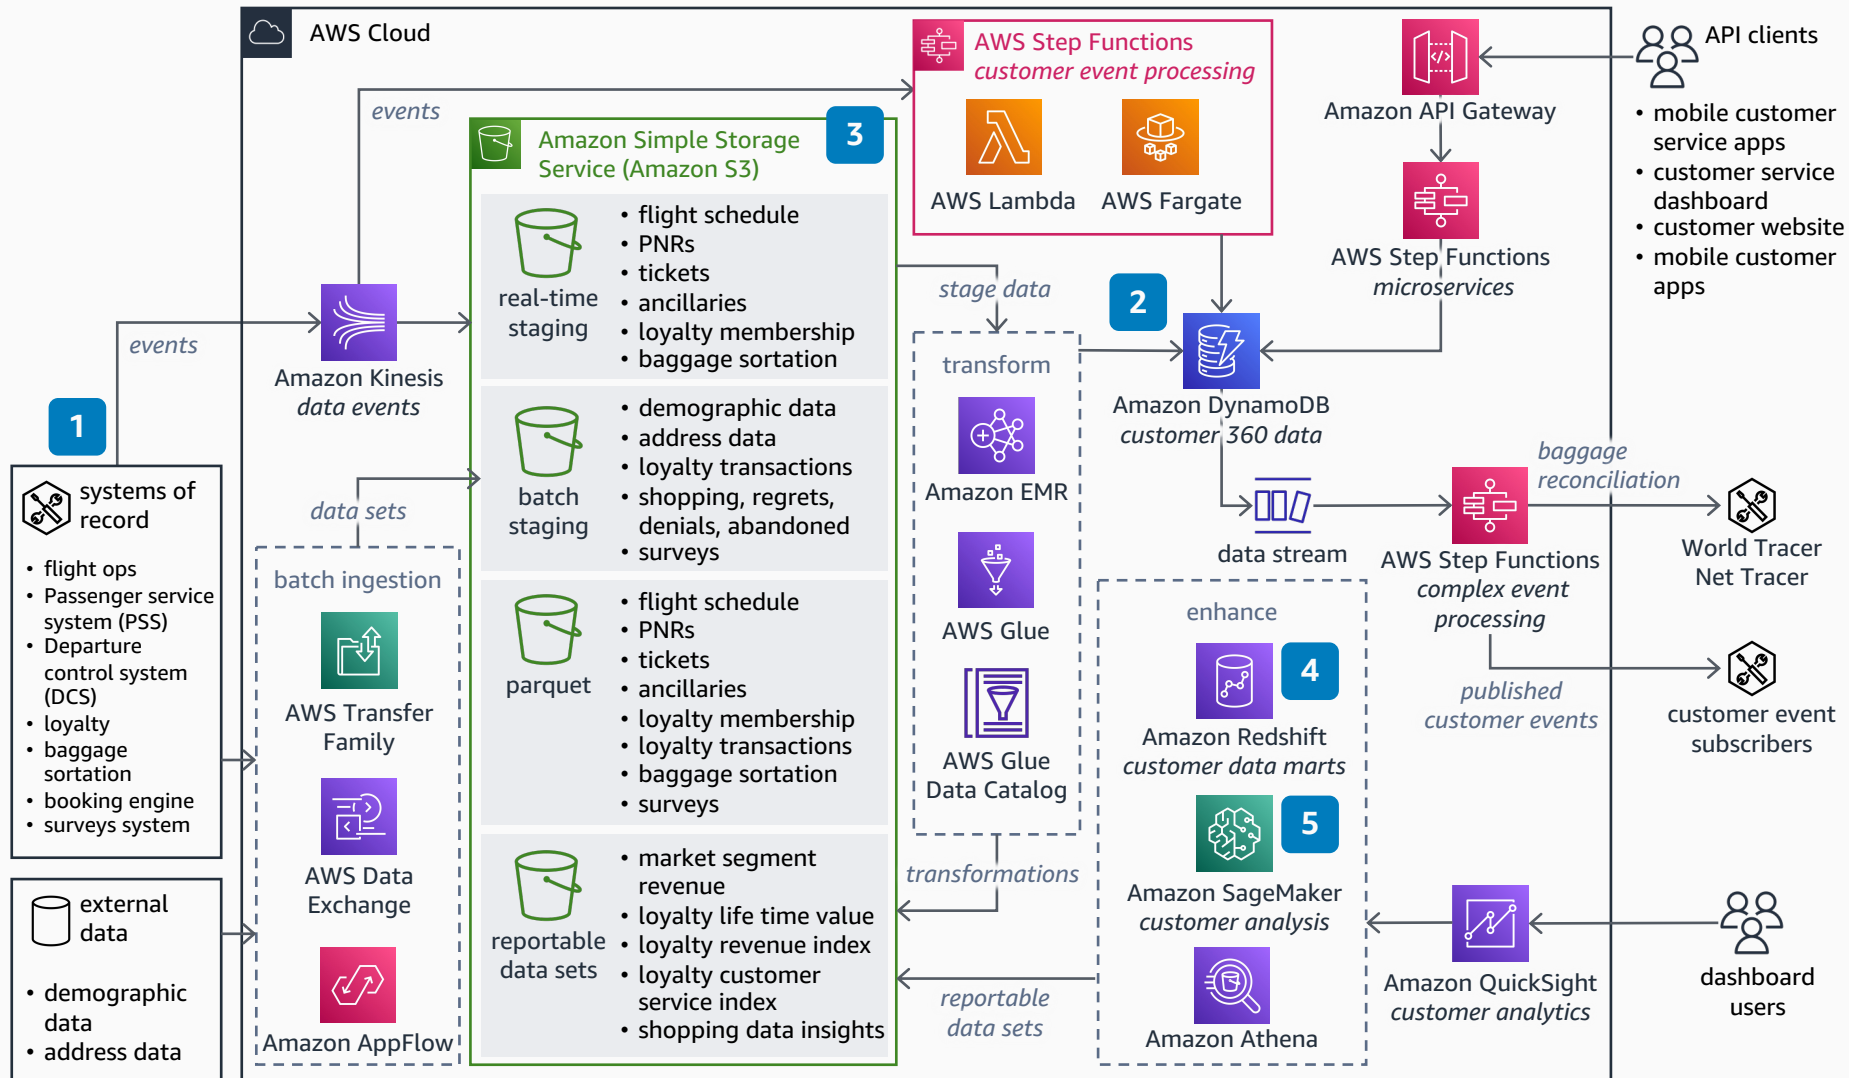 AWS Cloud
events
AWS Step Functions
customer event processing
AWS Lambda
AWS Fargate
Amazon API Gateway
AWS Step Functions
microservices
API clients
• mobile customer
service apps
• customer service
dashboard
• customer website
• mobile customer
apps
3
Amazon Simple Storage
Service (Amazon S3)
real-time
staging
• flight schedule
• PNRs
• tickets
• ancillaries
• loyalty membership
• baggage sortation
batch
staging
• demographic data
• address data
• loyalty transactions
• shopping, regrets,
denials, abandoned
• surveys
parquet
• flight schedule
• PNRs
• tickets
• ancillaries
• loyalty membership
• loyalty transactions
• baggage sortation
• surveys
reportable
data sets
• market segment
revenue
• loyalty life time value
• loyalty revenue index
• loyalty customer
service index
• shopping data insights
events
Amazon Kinesis
data events
1
systems of
record
• flight ops
• Passenger service
system (PSS)
• Departure
control system
(DCS)
• loyalty
• baggage
sortation
• booking engine
• surveys system
external
data
• demographic
data
• address data
data sets
batch ingestion
AWS Transfer
Family
AWS Data
Exchange
Amazon AppFlow
stage data
transform
Amazon EMR
AWS Glue
AWS Glue
Data Catalog
transformations
reportable
data sets
2
Amazon DynamoDB
customer 360 data
data stream
AWS Step Functions
complex event
processing
baggage
reconciliation
World Tracer
Net Tracer
published
customer events
customer event
subscribers
enhance
4
Amazon Redshift
customer data marts
5
Amazon SageMaker
customer analysis
Amazon Athena
Amazon QuickSight
customer analytics
dashboard
users